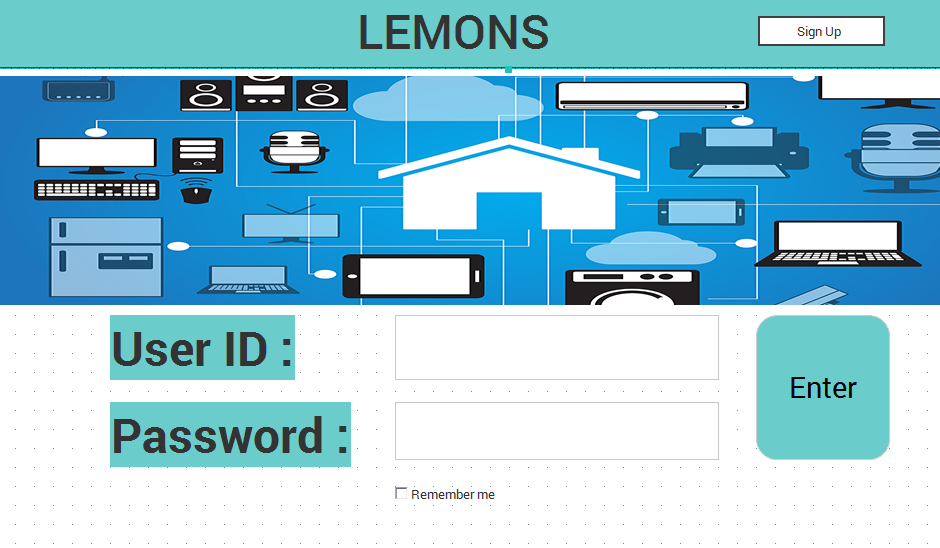 LEMONS
Sign Up
User ID :
Enter
Password :
Remember me